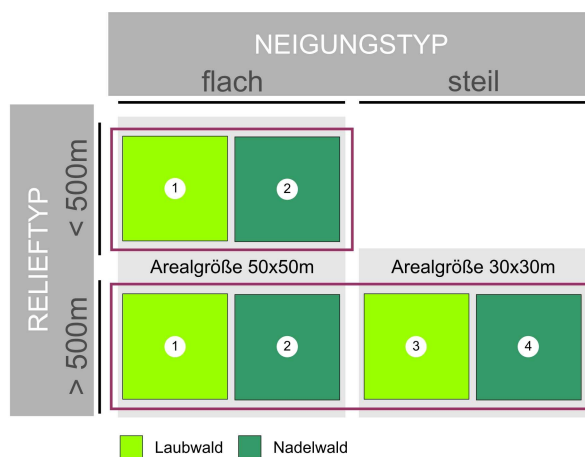 NEIGUNGSTYP
flach steil
RELIEFTYP
< 500m
1 2
Arealgröße 50x50m Arealgröße 30x30m
> 500m
1 2 3 4
Laubwald Nadelwald